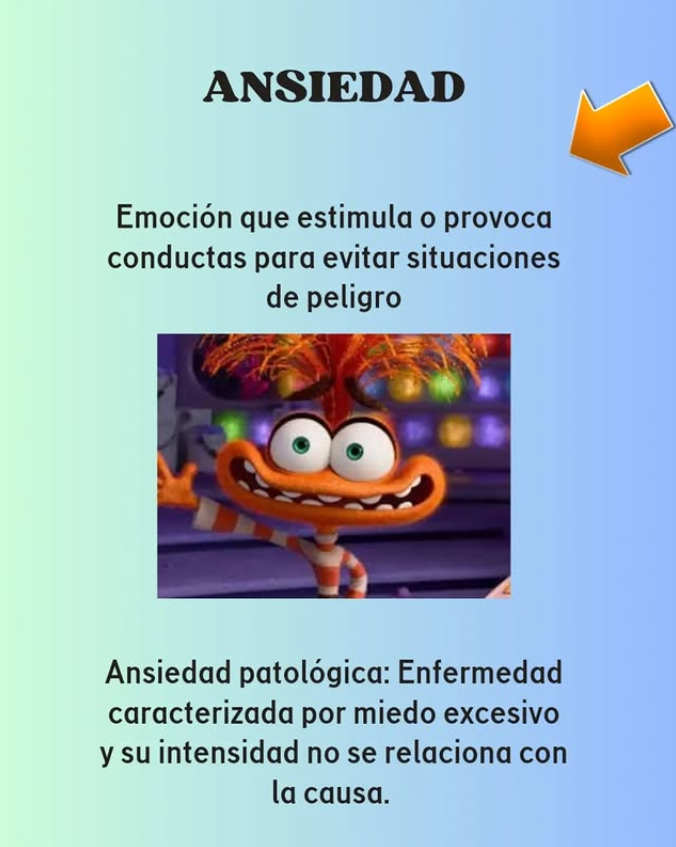 ANSIEDAD
Emoción que estimula o provoca
conductas para evitar situaciones
de peligro
Ansiedad patológica: Enfermedad
caracterizada por miedo excesivo
y su intensidad no se relaciona con
la causa.